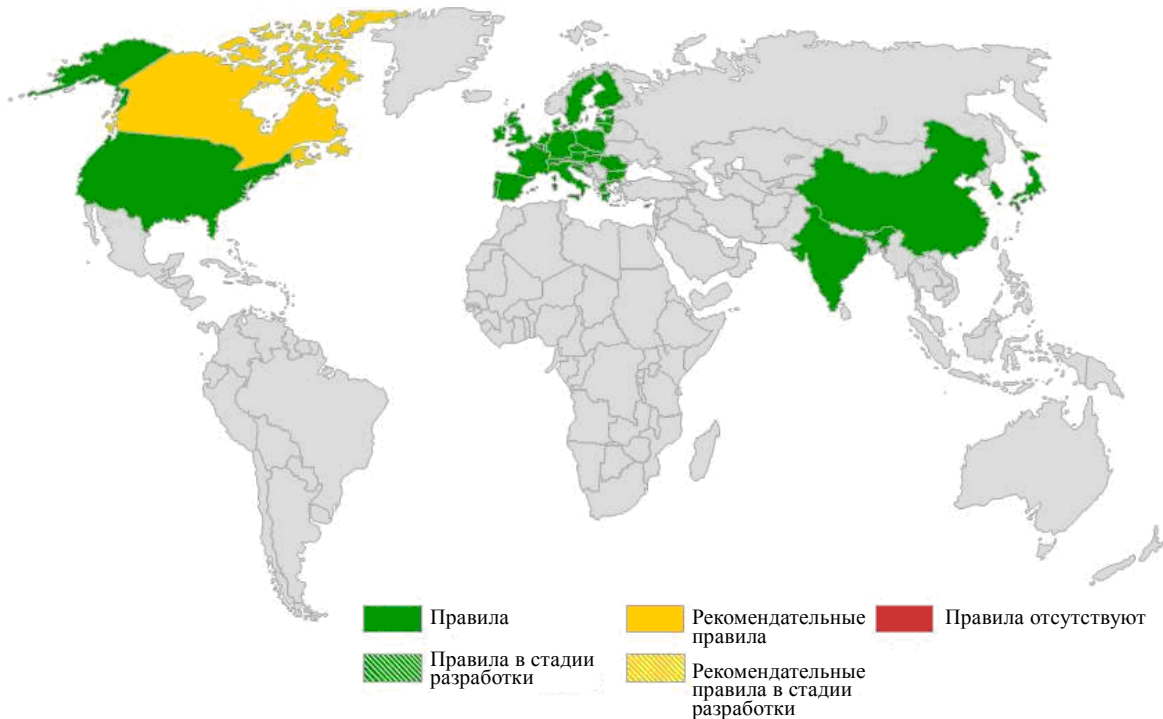 Правила
Рекомендательные
правила
Правила отсутствуют
Правила в стадии
разработки
Рекомендательные
правила в стадии
разработки